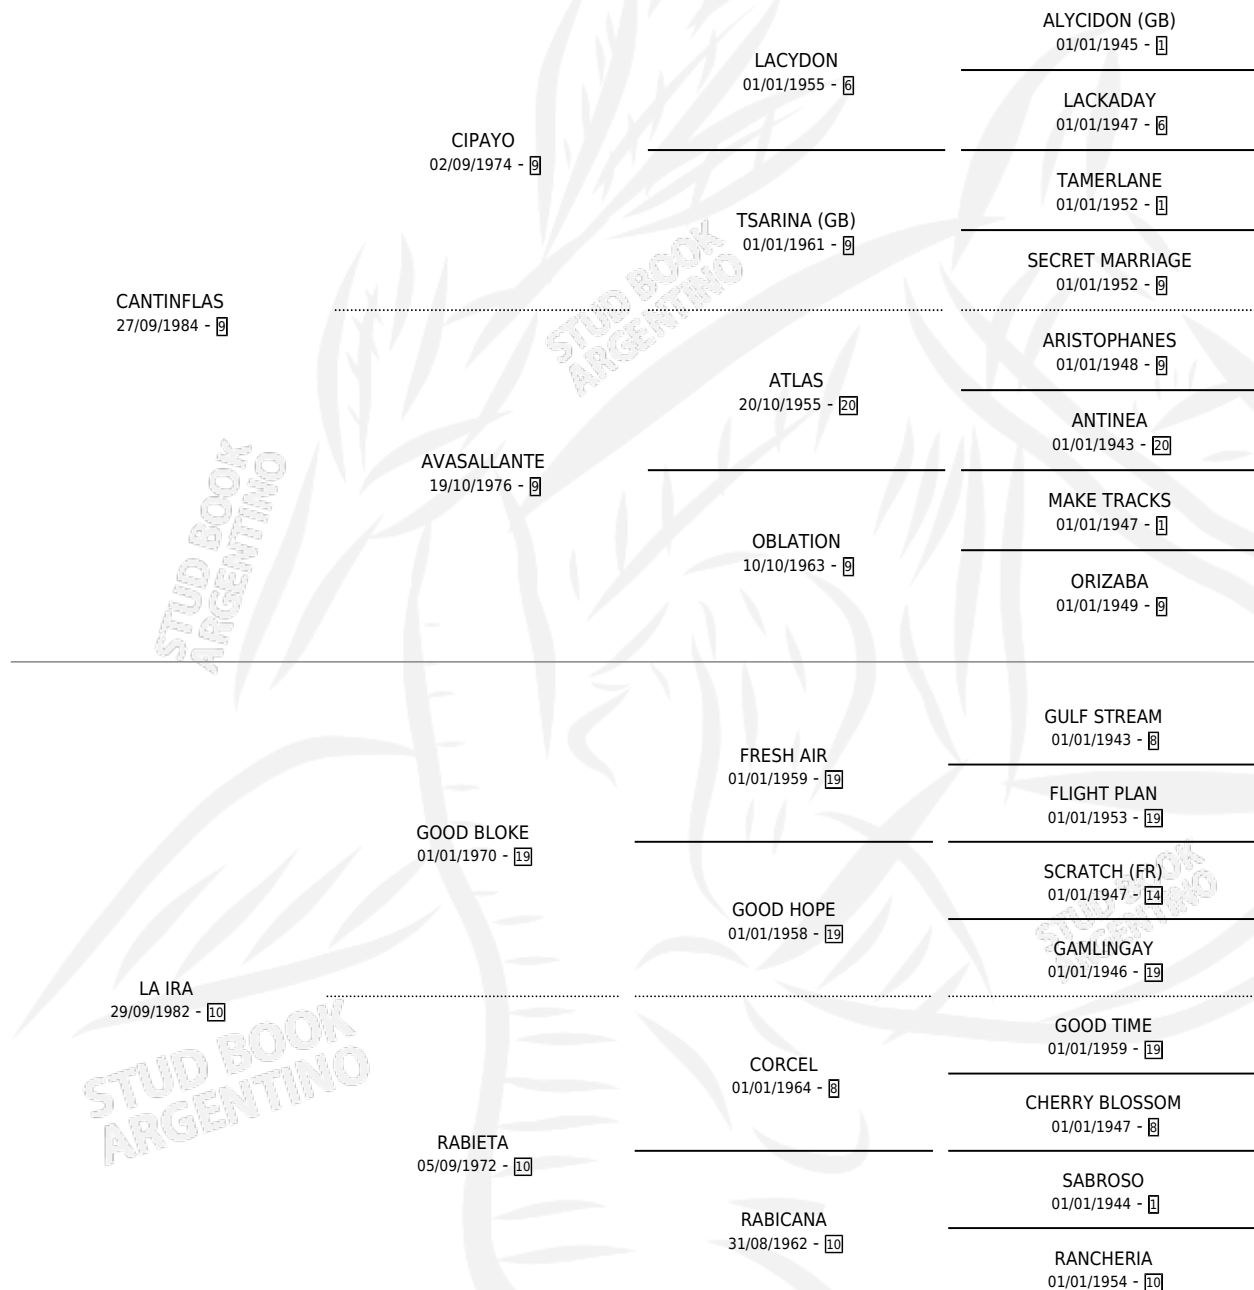 ALYCIDON (GB)
01/01/1945 - 1
LACYDON
01/01/1955 - 6
LACKADAY
01/01/1947 - 6
CIPAYO
02/09/1974 - 9
TAMERLANE
01/01/1952 - 1
TSARINA (GB)
01/01/1961 - 9
SECRET MARRIAGE
01/01/1952 - 9
CANTINFLAS
27/09/1984 - 9
ARISTOPHANES
01/01/1948 - 9
ATLAS
20/10/1955 - 20
ANTINEA
01/01/1943 - 20
AVASALLANTE
19/10/1976 - 9
MAKE TRACKS
01/01/1947 - 1
OBLATION
10/10/1963 - 9
ORIZABA
01/01/1949 - 9
GULF STREAM
01/01/1943 - 8
FRESH AIR
01/01/1959 - 19
FLIGHT PLAN
01/01/1953 - 19
GOOD BLOKE
01/01/1970 - 19
SCRATCH (FR)
01/01/1947 - 14
GOOD HOPE
01/01/1958 - 19
GAMLINGAY
01/01/1946 - 19
LA IRA
29/09/1982 - 10
GOOD TIME
01/01/1959 - 19
CORCEL
01/01/1964 - 8
CHERRY BLOSSOM
01/01/1947 - 8
RABIETA
05/09/1972 - 10
SABROSO
01/01/1944 - 1
RABICANA
31/08/1962 - 10
RANCHERIA
01/01/1954 - 10
STUD BOOK
ARGENTINO
STUD BOOK
ARGENTINO
STUD BOOK
ARGENTINO
STUD BOOK
ARGENTINO